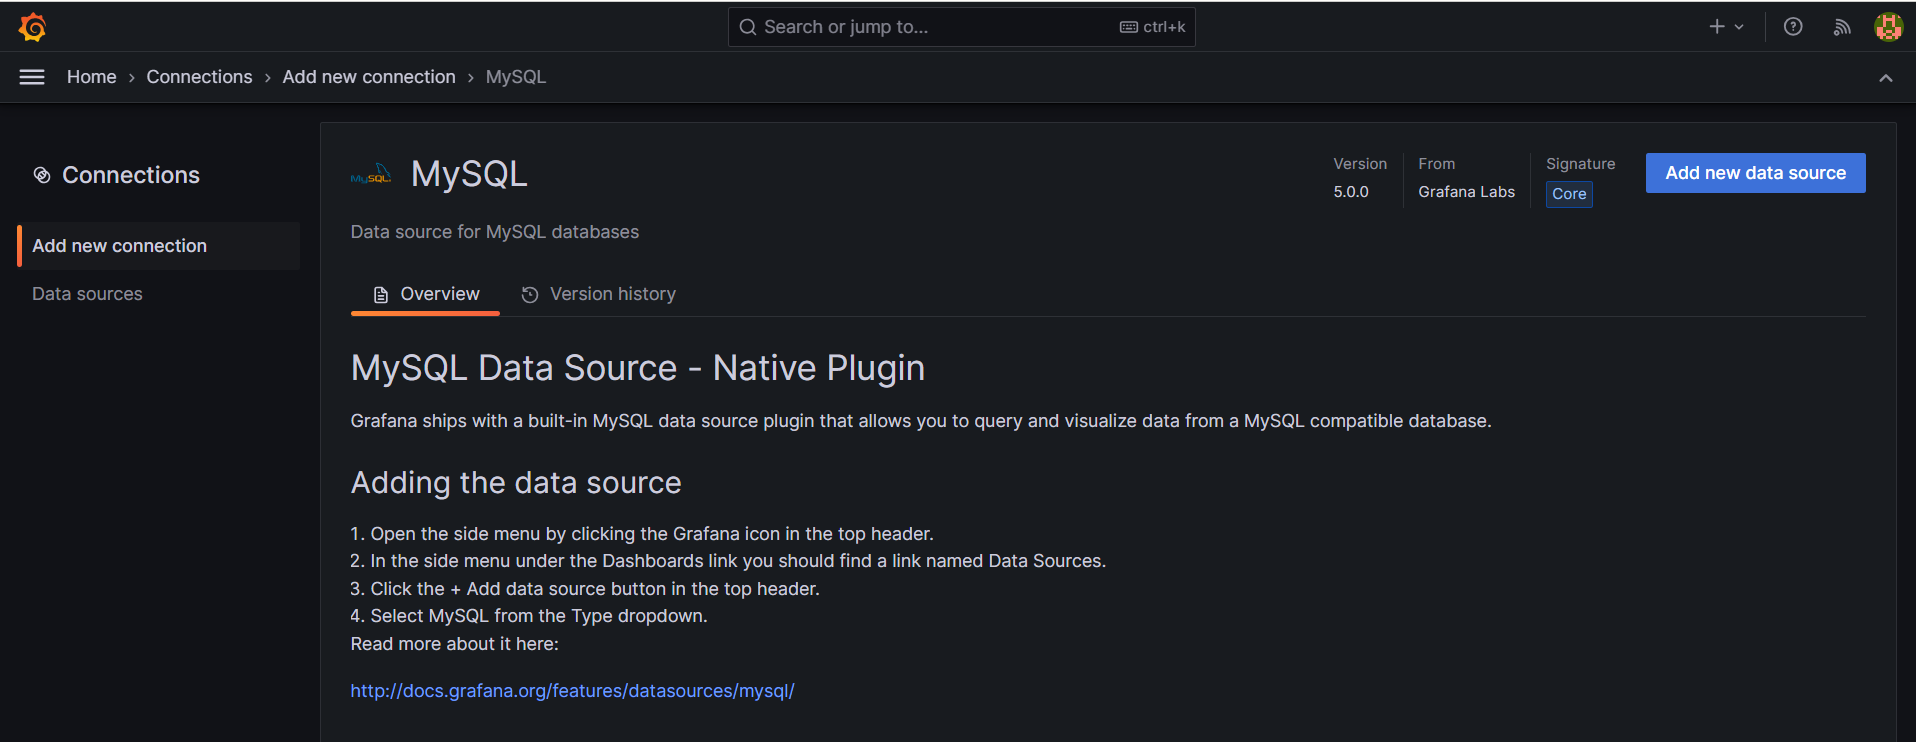 Search or jump to...
ctrl+k
Home › Connections › Add new connection › MySQL
Connections
Add new connection
Data sources
MySQL
MySQL
Data source for MySQL databases
Version
5.0.0
From
Grafana Labs
Signature
Core
Add new data source
Overview
Version history
MySQL Data Source - Native Plugin
Grafana ships with a built-in MySQL data source plugin that allows you to query and visualize data from a MySQL compatible database.
Adding the data source
1. Open the side menu by clicking the Grafana icon in the top header.
2. In the side menu under the Dashboards link you should find a link named Data Sources.
3. Click the + Add data source button in the top header.
4. Select MySQL from the Type dropdown.
Read more about it here:
http://docs.grafana.org/features/datasources/mysql/